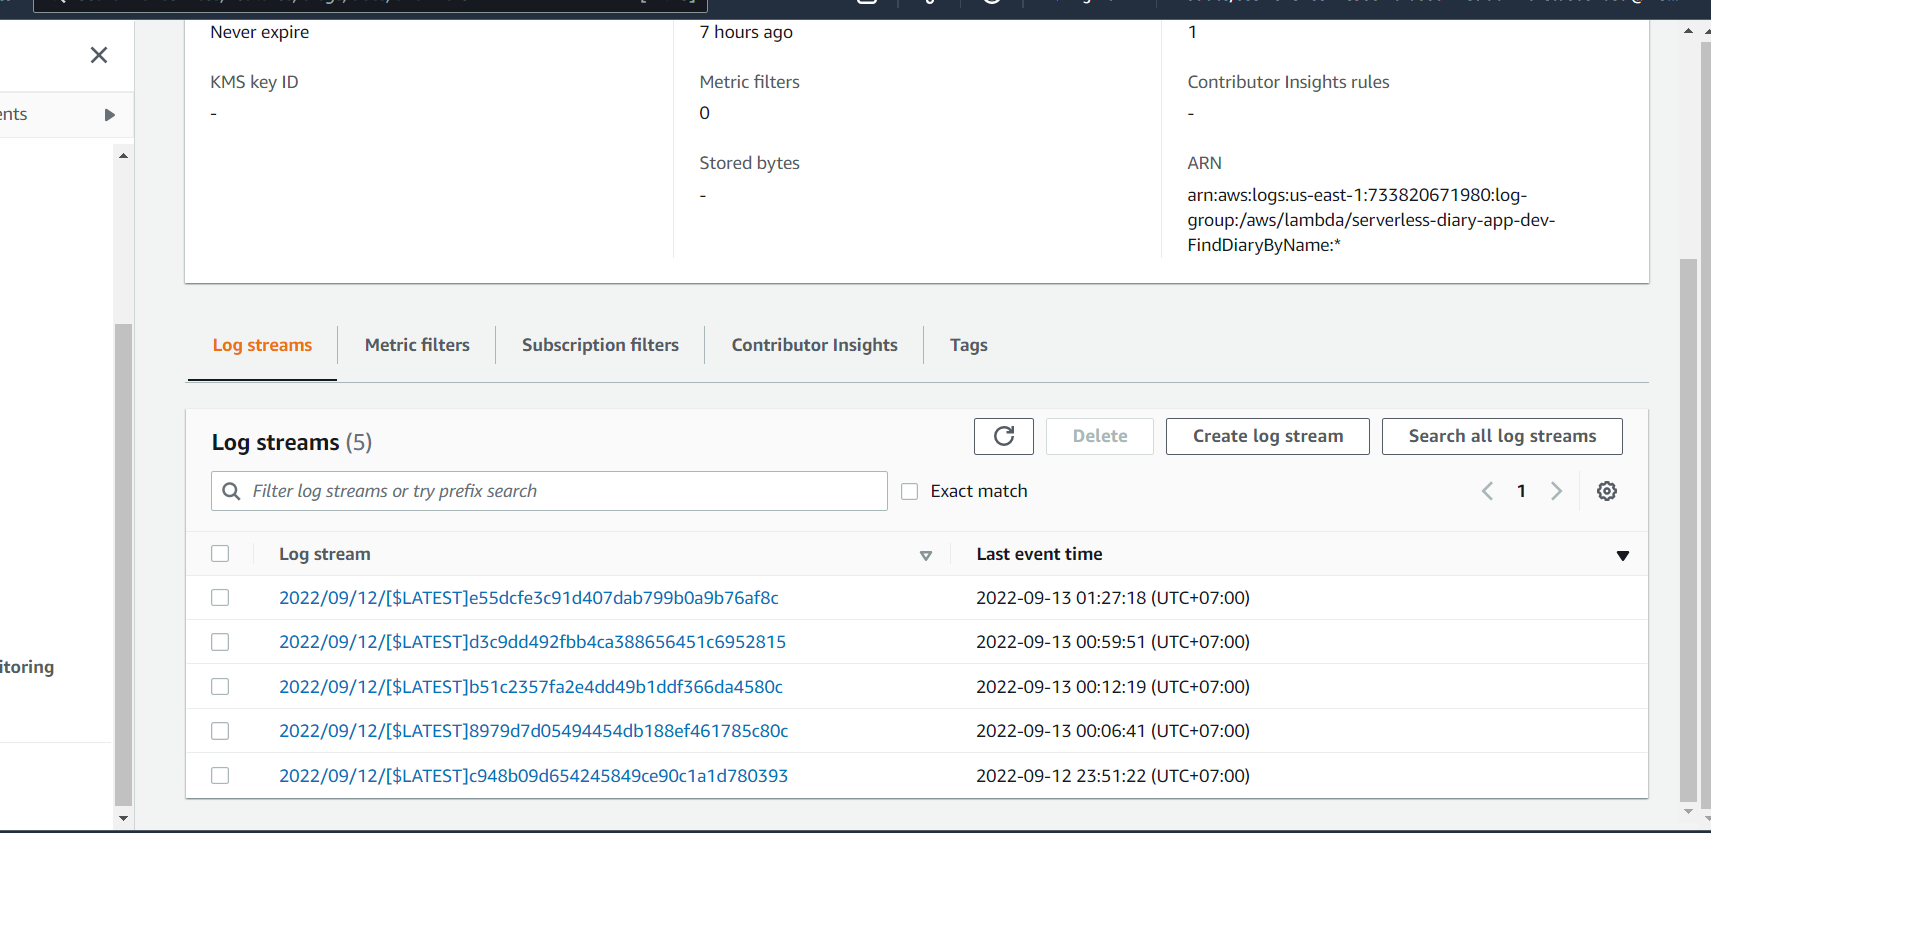 Never expire
7 hours ago
1
KMS key ID
Metric filters
Contributor Insights rules
-
0
-
Stored bytes
ARN
-
arn:aws:logs:us-east-1:733820671980:log-
group:/aws/lambda/serverless-diary-app-dev-
FindDiaryByName:*
ents
itoring
Log streams
Metric filters
Subscription filters
Contributor Insights
Tags
Log streams (5)
Delete
Create log stream
Search all log streams
Filter log streams or try prefix search
Exact match
1
Log stream
Last event time
2022/09/12/[$LATEST]e55dcfe3c91d407dab799b0a9b76af8c 2022-09-13 01:27:18 (UTC+07:00)
2022/09/12/[$LATEST]d3c9dd492fbb4ca388656451c6952815 2022-09-13 00:59:51 (UTC+07:00)
2022/09/12/[$LATEST]b51c2357fa2e4dd49b1ddf366da4580c 2022-09-13 00:12:19 (UTC+07:00)
2022/09/12/[$LATEST]8979d7d05494454db188ef461785c80c 2022-09-13 00:06:41 (UTC+07:00)
2022/09/12/[$LATEST]c948b09d654245849ce90c1a1d780393 2022-09-12 23:51:22 (UTC+07:00)